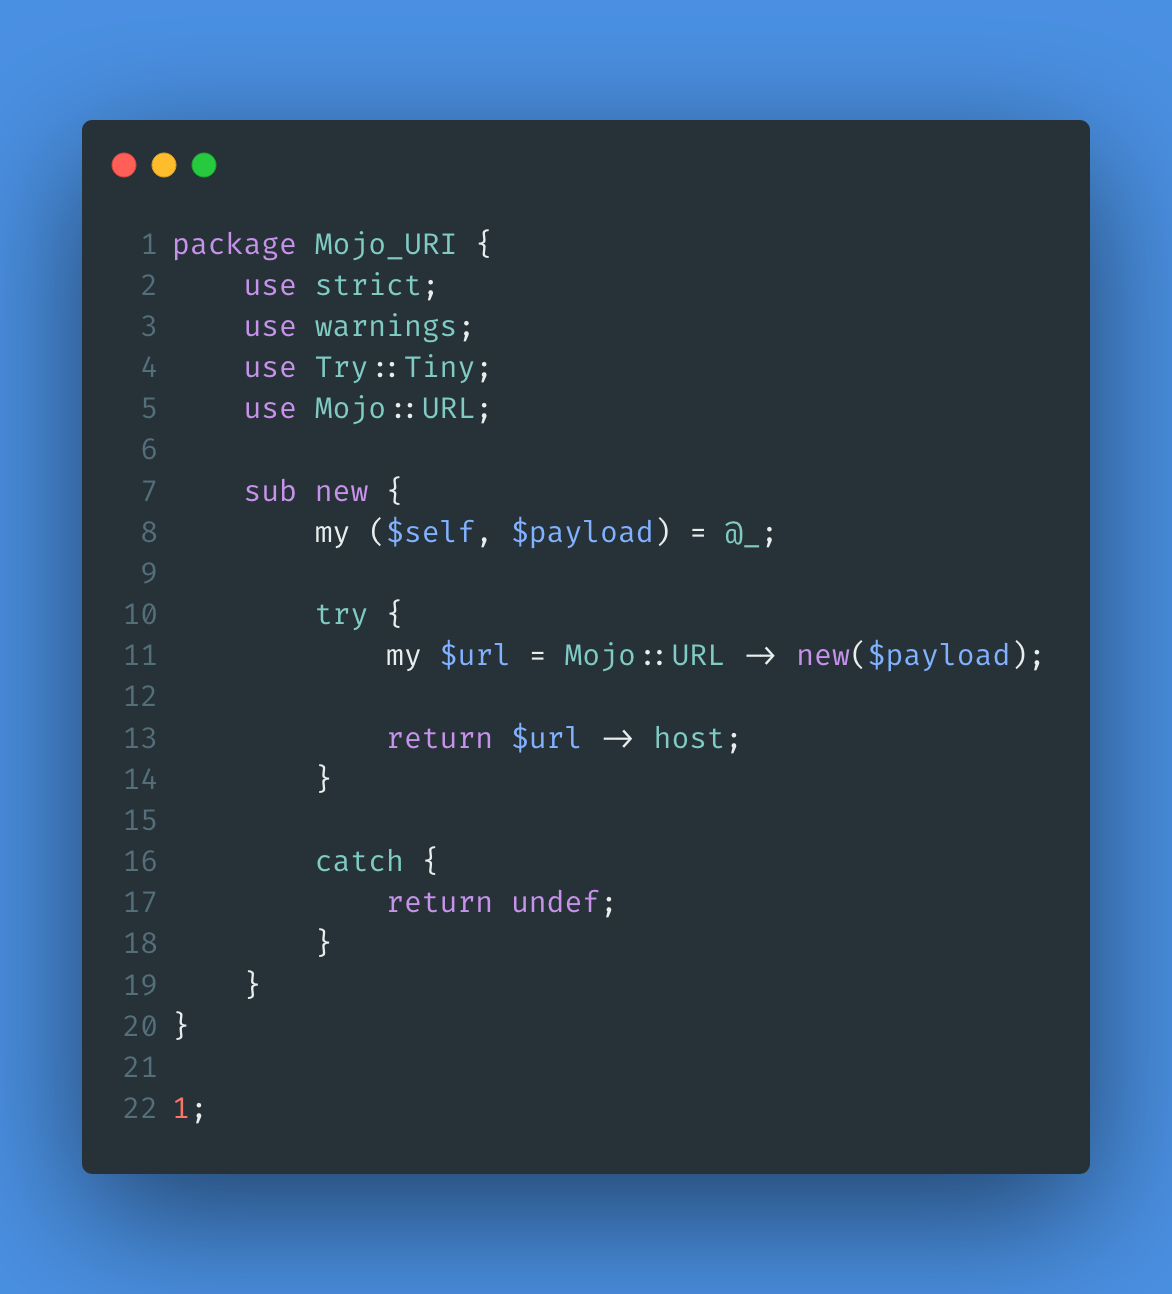 1 package Mojo_URI {
2     use strict;
3     use warnings;
4     use Try::Tiny;
5     use Mojo::URL;
6
7     sub new {
8         my ($self, $payload) = @_;
9
10         try {
11             my $url = Mojo::URL -> new($payload);
12
13             return $url -> host;
14         }
15
16         catch {
17             return undef;
18         }
19     }
20 }
21
22 1;